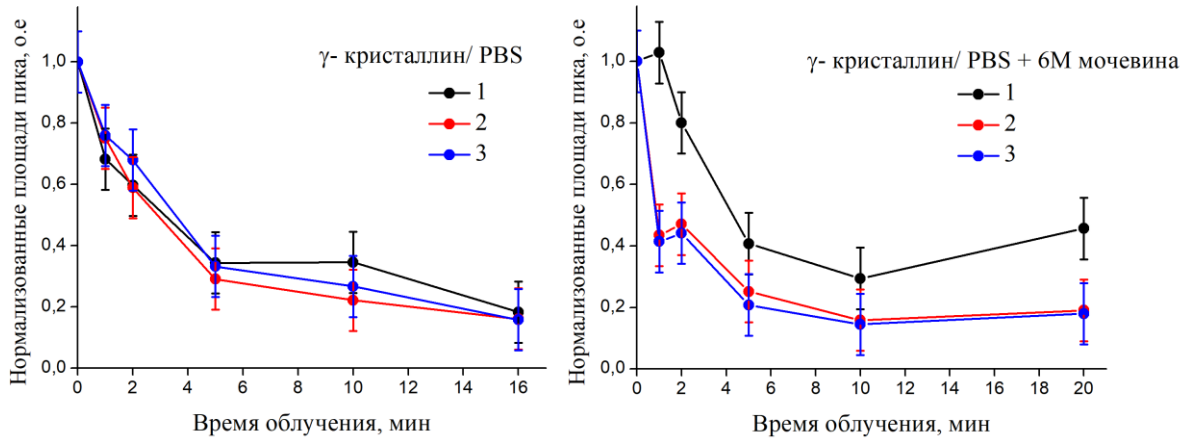 Нормализованные площади пика, о.е
1,0
0,8
0,6
0,4
0,2
0,0
γ- кристаллин/ PBS
1
2
3
0 2 4 6 8 10 12 14 16
Время облучения, мин
Нормализованные площади пика, о.е
1,0
0,8
0,6
0,4
0,2
0,0
γ- кристаллин/ PBS + 6М мочевина
1
2
3
0 2 4 6 8 10 12 14 16 18 20
Время облучения, мин